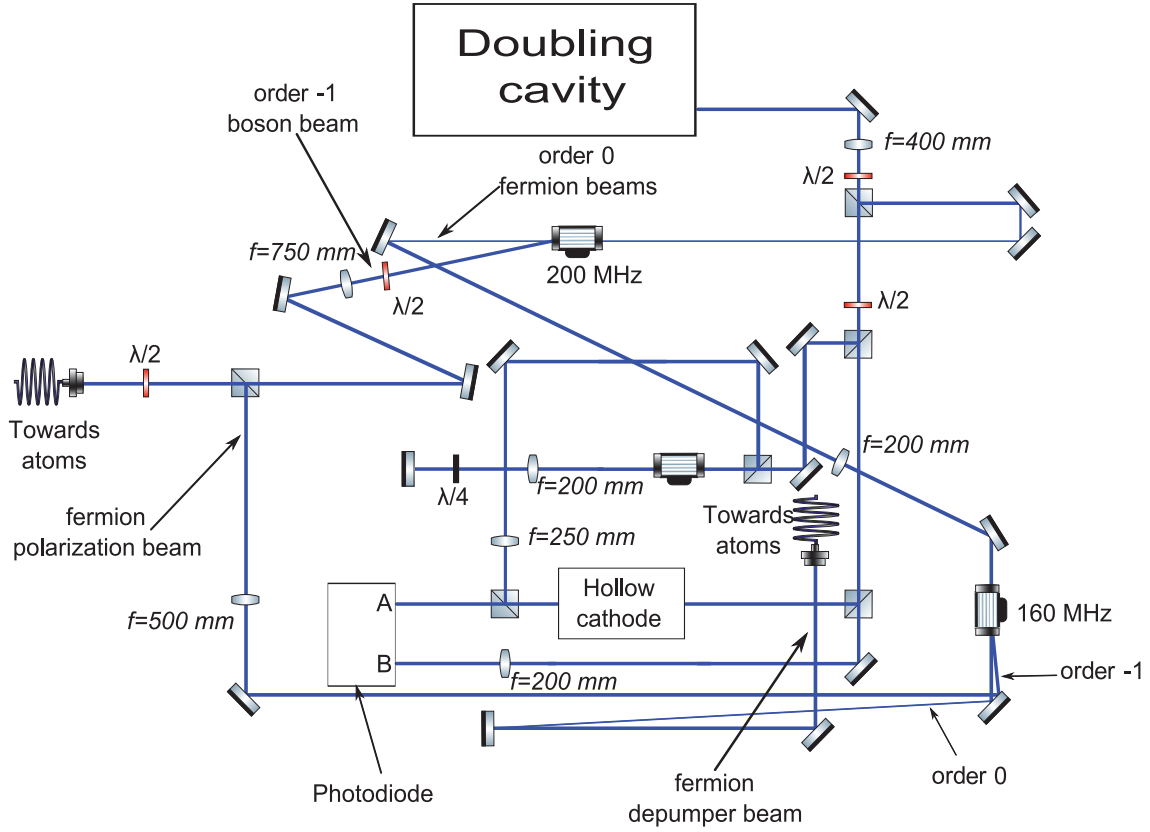 Doubling
cavity
order -1
boson beam
order 0
fermion beams
f=400 mm
λ/2
f=750 mm
200 MHz
λ/2
λ/2
λ/2
Towards
atoms
f=200 mm
λ/4
f=200 mm
Towards
atoms
fermion
polarization beam
f=250 mm
A
Hollow
cathode
160 MHz
f=500 mm
B
f=200 mm
order -1
order 0
Photodiode
fermion
depumper beam